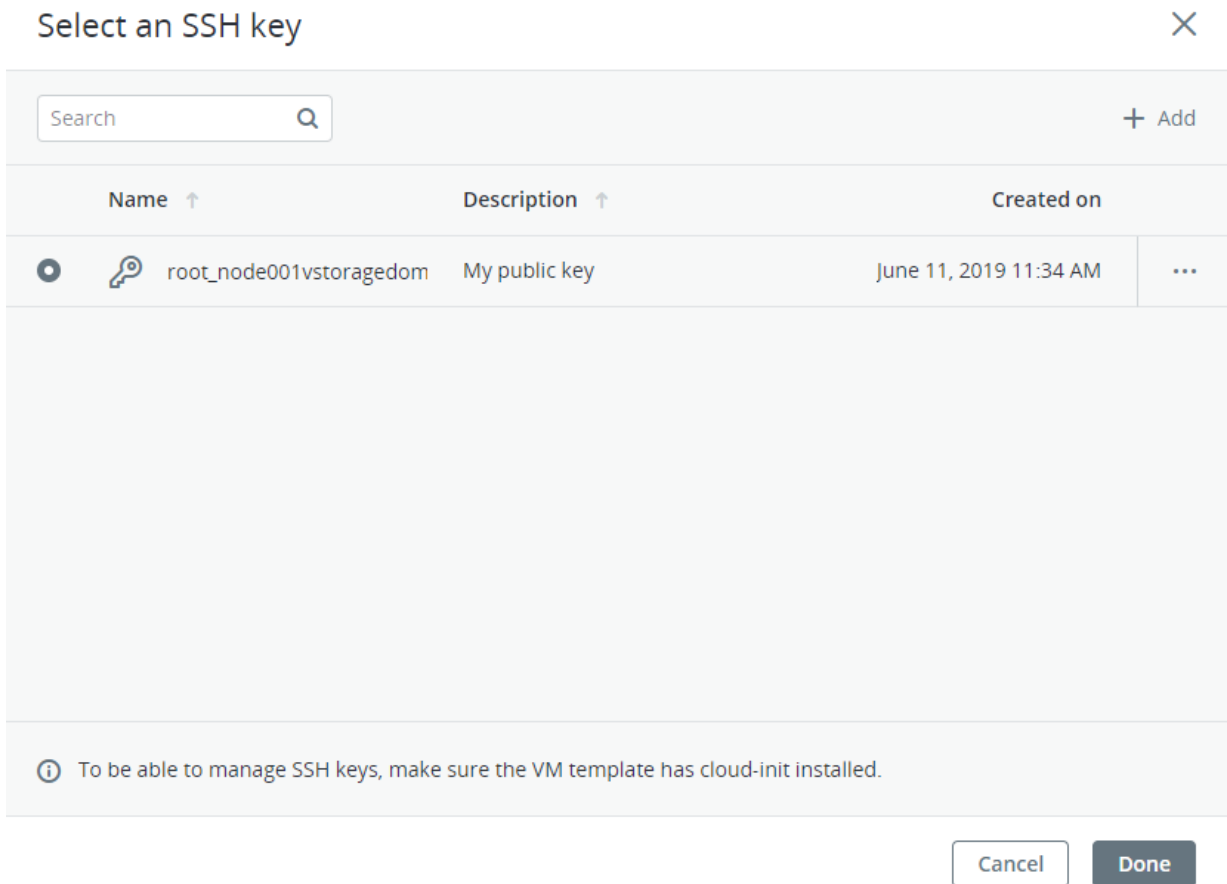 Select an SSH key
Search
Add
Name Description Created on
root_node001vstoragedom My public key June 11, 2019 11:34 AM
To be able to manage SSH keys, make sure the VM template has cloud-init installed.
Cancel Done